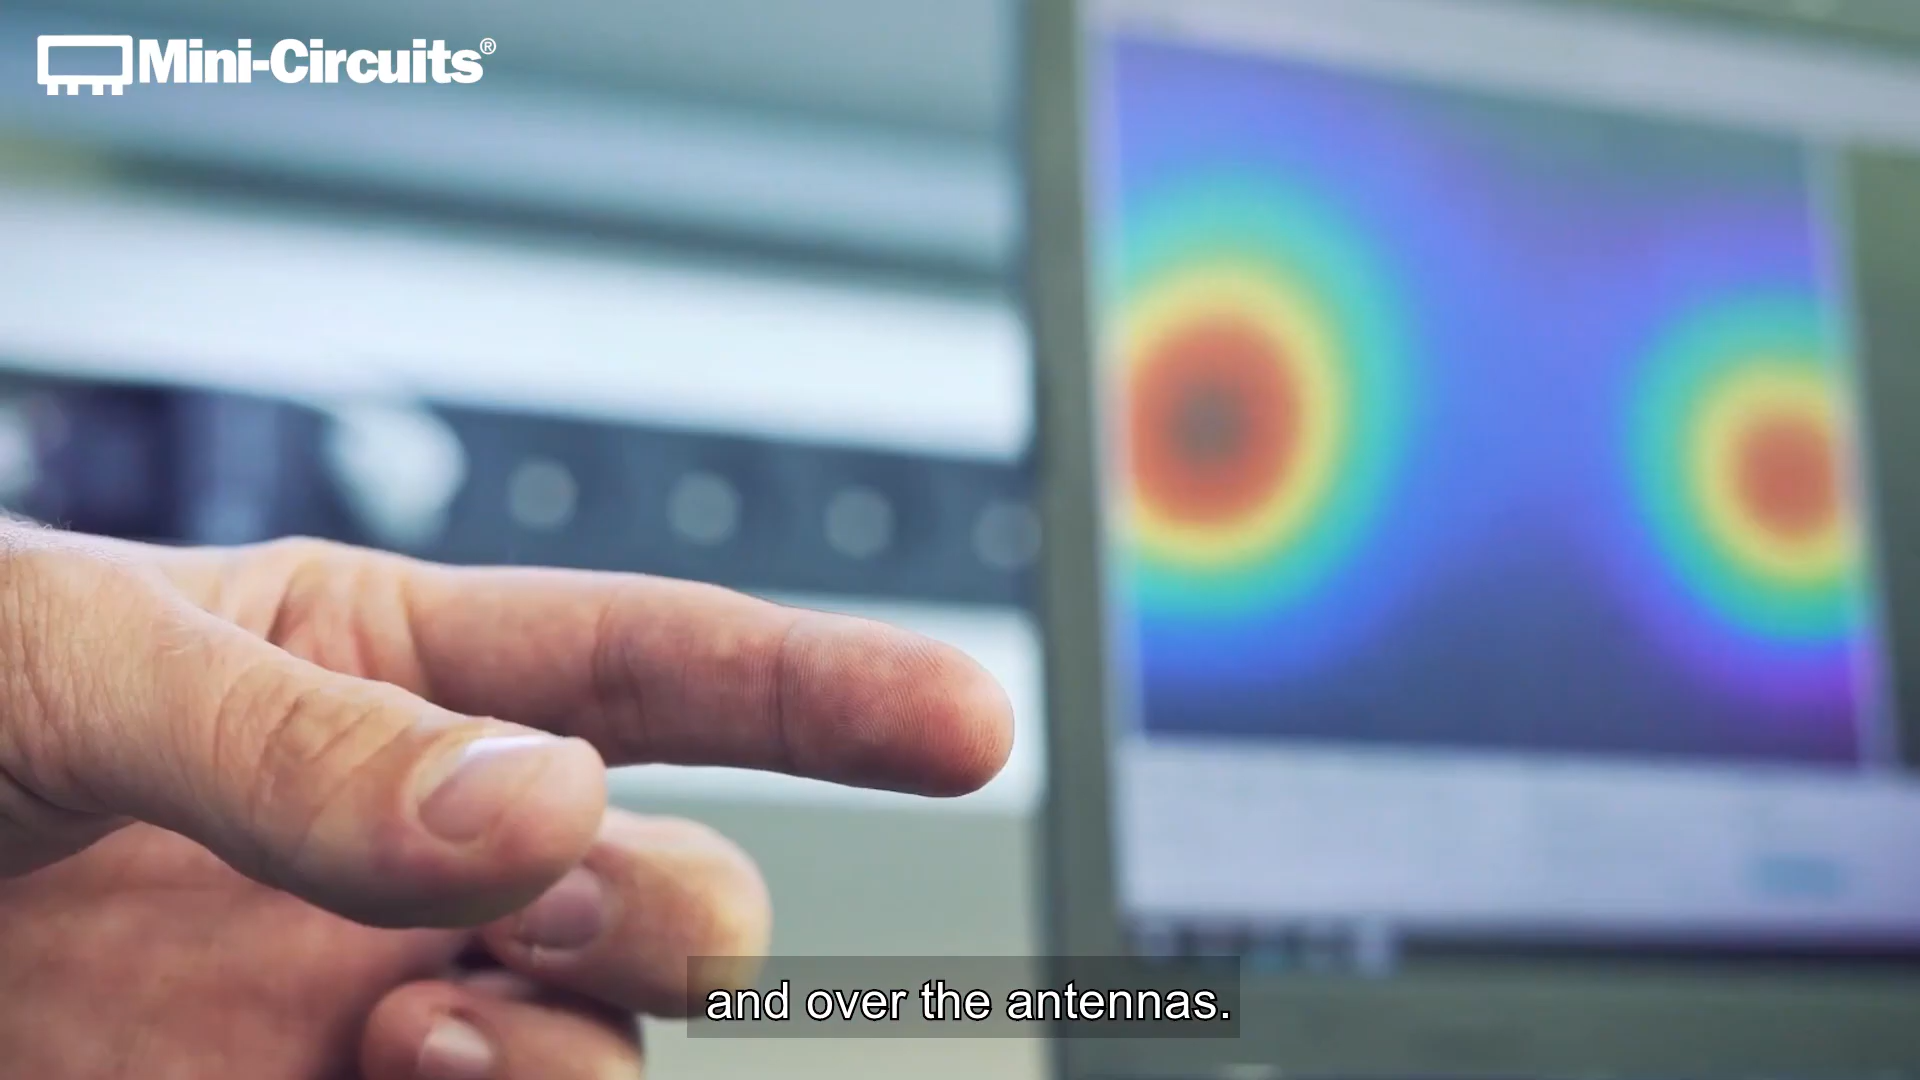 Mini-Circuits®
and over the antennas.